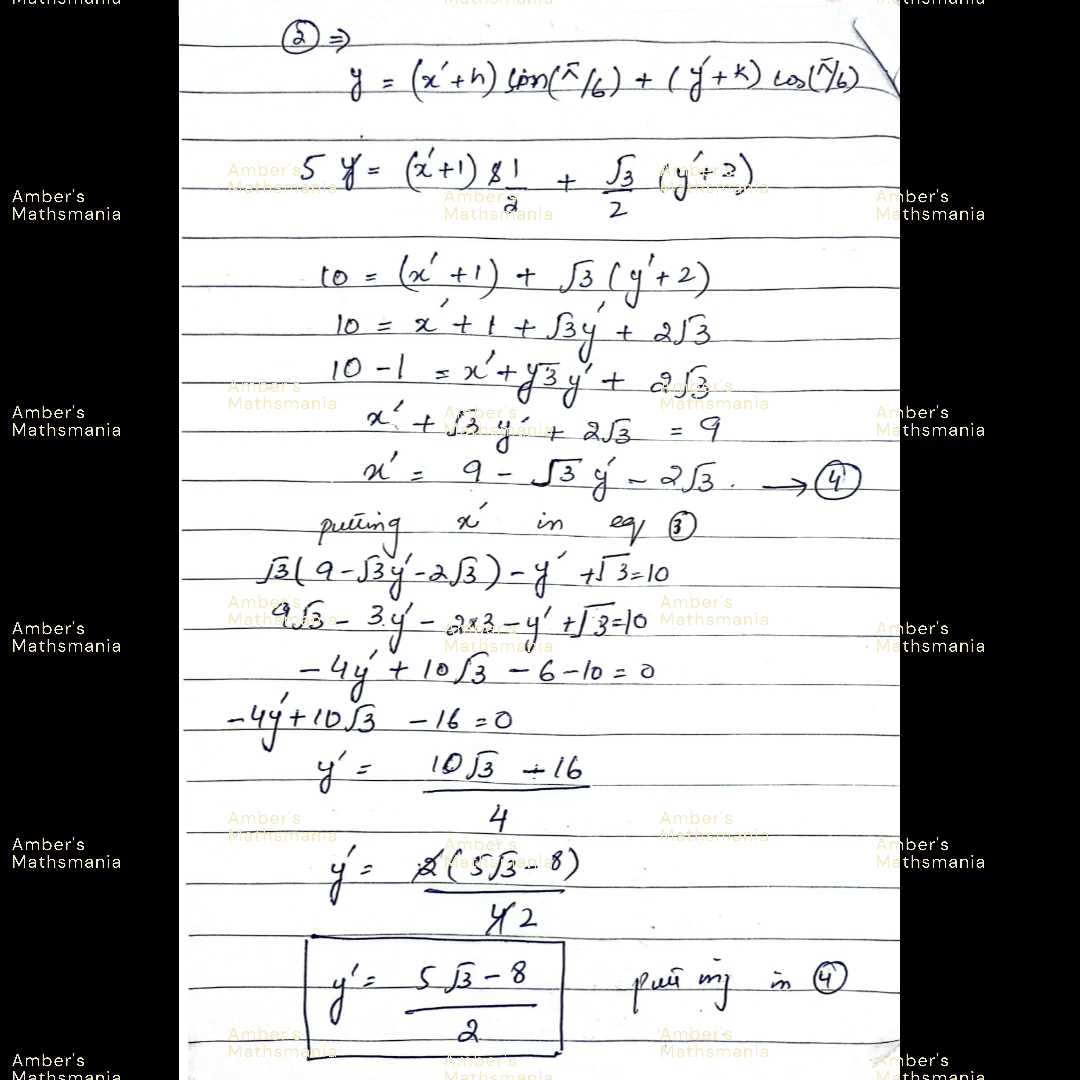 ② ⇒
y = (x′+h) sin(π/6) + (y′+k) cos(π/6)
5 = (x′+1) 1/2 + √3/2 (y′+2)
10 = (x′+1) + √3 (y′+2)
10 = x′ + 1 + √3y′ + 2√3
10 - 1 = x′ + √3 y′ + 2√3
x′ + √3 y′ + 2√3 = 9
x′ = 9 - √3 y′ - 2√3. → ④
putting x′ in eq ③
√3(9-√3y′-2√3) - y′ + √3=10
9√3 - 3y′ - 2×3 - y′ + √3=10
-4y′ + 10√3 - 6 - 10 = 0
-4y′ + 10√3 - 16 = 0
y′ = 10√3 - 16 / 4
y′ = 2(5√3 - 8) / 4 2
y′ = 5√3 - 8 / 2 putting in ④
Amber's
Mathsmania